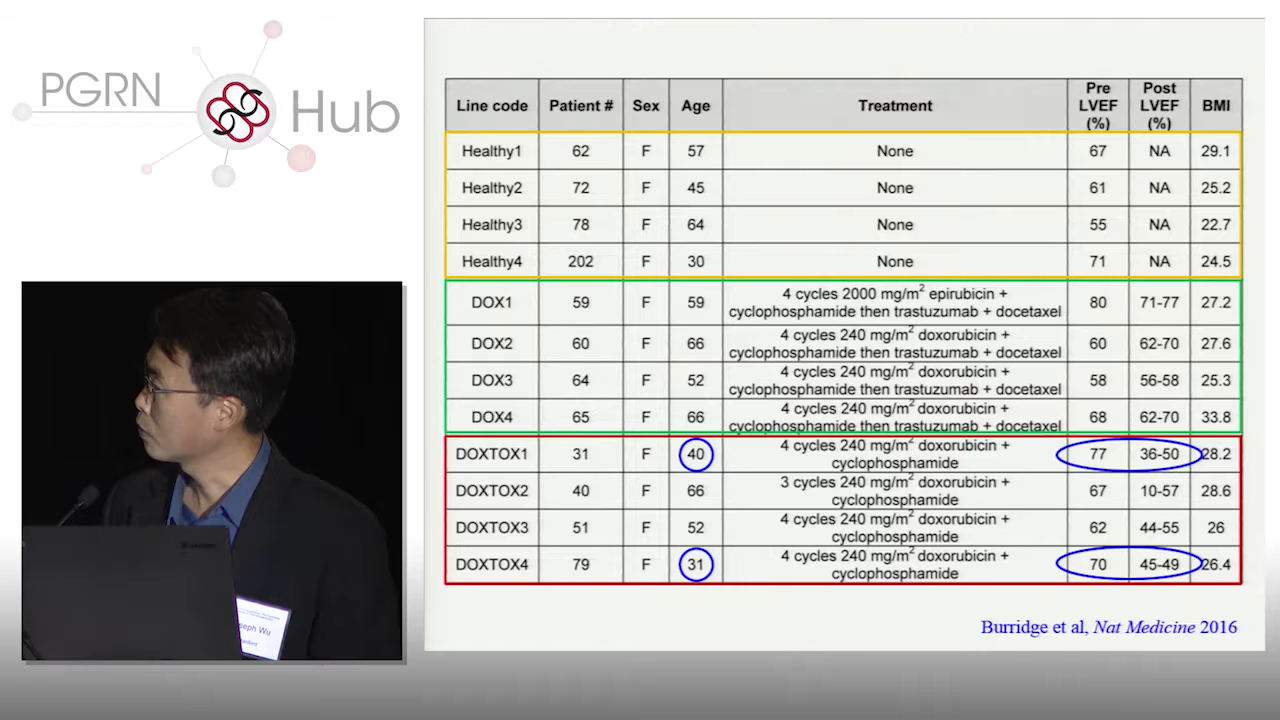 PGRN
Hub
Line code Patient # Sex Age Treatment Pre LVEF (%) Post LVEF (%) BMI
Healthy1 62 F 57 None 67 NA 29.1
Healthy2 72 F 45 None 61 NA 25.2
Healthy3 78 F 64 None 55 NA 22.7
Healthy4 202 F 30 None 71 NA 24.5
DOX1 59 F 59 4 cycles 2000 mg/m² epirubicin + cyclophosphamide then trastuzumab + docetaxel 80 71-77 27.2
DOX2 60 F 66 4 cycles 240 mg/m² doxorubicin + cyclophosphamide then trastuzumab + docetaxel 60 62-70 27.6
DOX3 64 F 52 4 cycles 240 mg/m² doxorubicin + cyclophosphamide then trastuzumab + docetaxel 58 56-58 25.3
DOX4 65 F 66 4 cycles 240 mg/m² doxorubicin + cyclophosphamide then trastuzumab + docetaxel 68 62-70 33.8
DOXTOX1 31 F 40 4 cycles 240 mg/m² doxorubicin + cyclophosphamide 77 36-50 28.2
DOXTOX2 40 F 66 3 cycles 240 mg/m² doxorubicin + cyclophosphamide 67 10-57 28.6
DOXTOX3 51 F 52 4 cycles 240 mg/m² doxorubicin + cyclophosphamide 62 44-55 26
DOXTOX4 79 F 31 4 cycles 240 mg/m² doxorubicin + cyclophosphamide 70 45-49 26.4
Burridge et al, Nat Medicine 2016
seph Wu